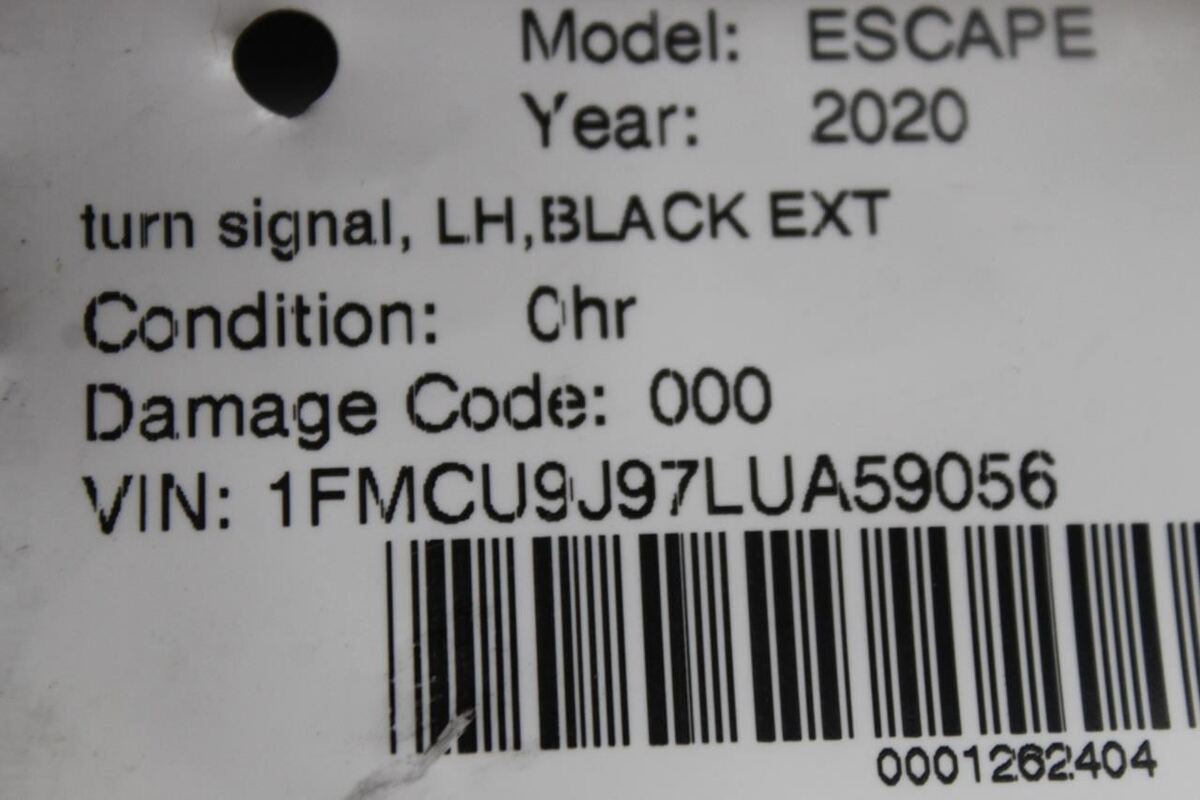 Model: ESCAPE
Year: 2020
turn signal, LH,BLACK EXT
Condition: 0hr
Damage Code: 000
VIN: 1FMCU9J97LUA59056
0001262404